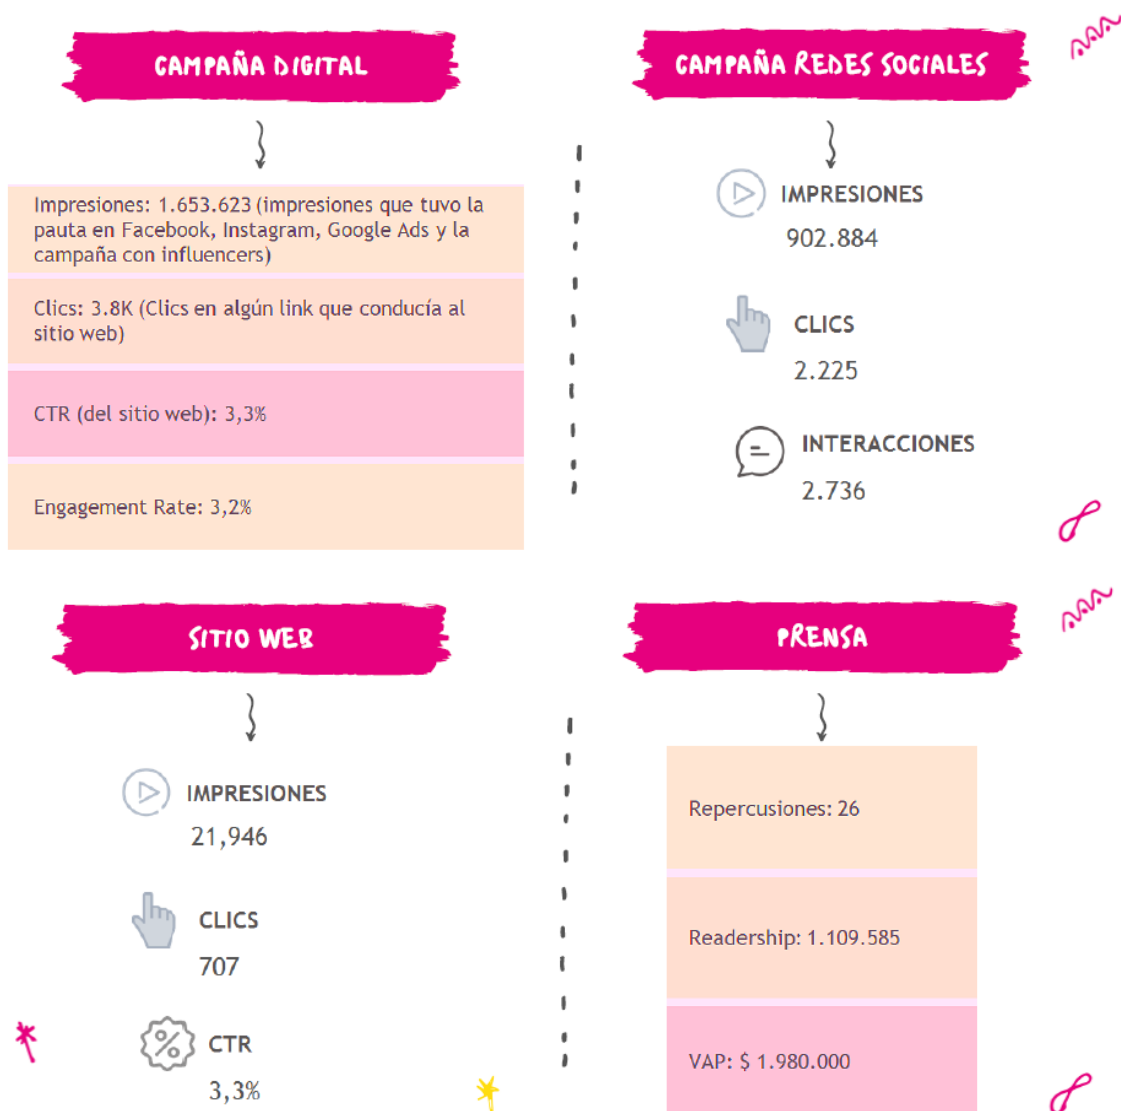 CAMPAÑA DIGITAL
Impresiones: 1.653.623 (impresiones que tuvo la
pauta en Facebook, Instagram, Google Ads y la
campaña con influencers)
Clics: 3.8K (Clics en algún link que conducía al
sitio web)
CTR (del sitio web): 3,3%
Engagement Rate: 3,2%
CAMPAÑA REDES SOCIALES
IMPRESIONES
902.884
CLICS
2.225
INTERACCIONES
2.736
SITIO WEB
IMPRESIONES
21,946
CLICS
707
CTR
3,3%
PRENSA
Repercusiones: 26
Readership: 1.109.585
VAP: $ 1.980.000